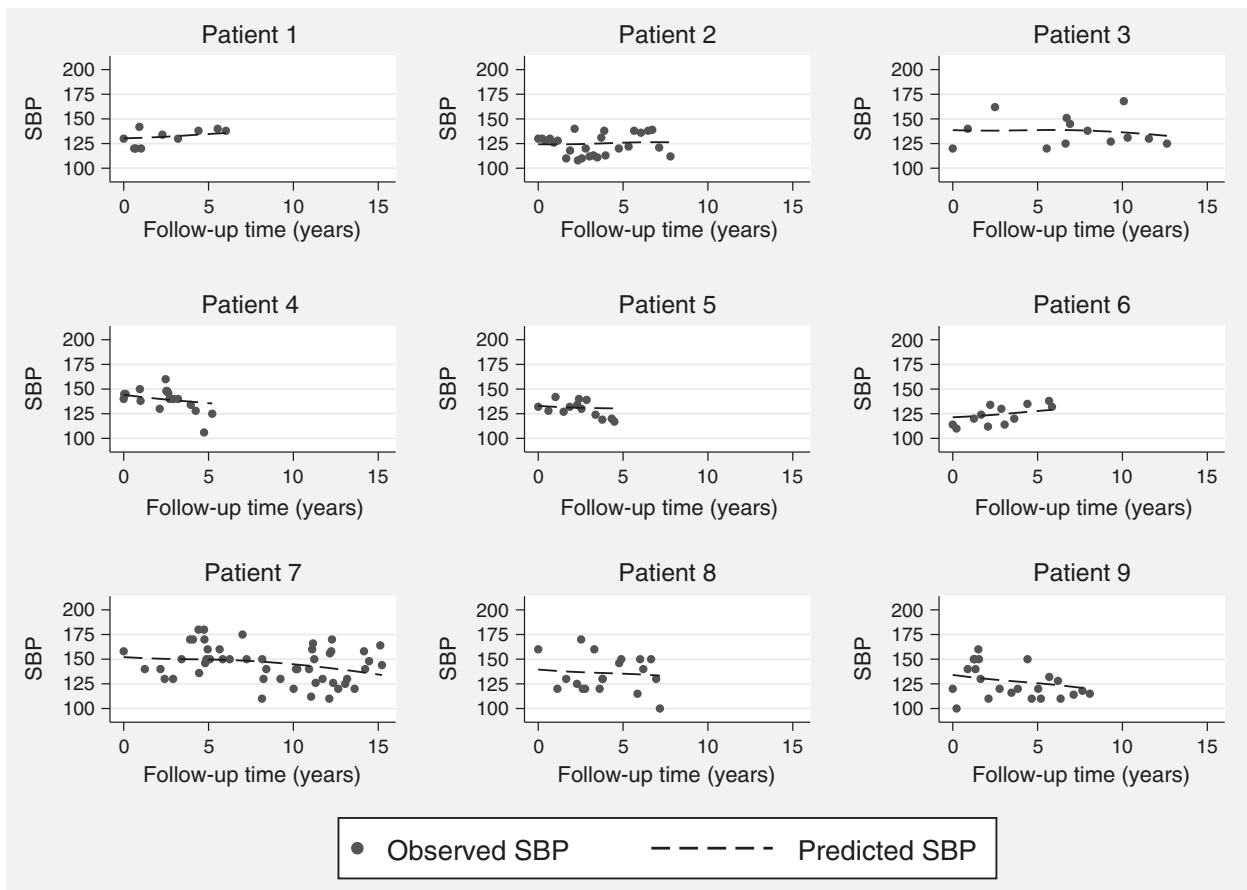 Patient 1
Patient 2
Patient 3
200
175
150
125
100
SBP
0 5 10 15
Follow-up time (years)
200
175
150
125
100
SBP
0 5 10 15
Follow-up time (years)
200
175
150
125
100
SBP
0 5 10 15
Follow-up time (years)
Patient 4
Patient 5
Patient 6
200
175
150
125
100
SBP
0 5 10 15
Follow-up time (years)
200
175
150
125
100
SBP
0 5 10 15
Follow-up time (years)
200
175
150
125
100
SBP
0 5 10 15
Follow-up time (years)
Patient 7
Patient 8
Patient 9
200
175
150
125
100
SBP
0 5 10 15
Follow-up time (years)
200
175
150
125
100
SBP
0 5 10 15
Follow-up time (years)
200
175
150
125
100
SBP
0 5 10 15
Follow-up time (years)
Observed SBP
Predicted SBP